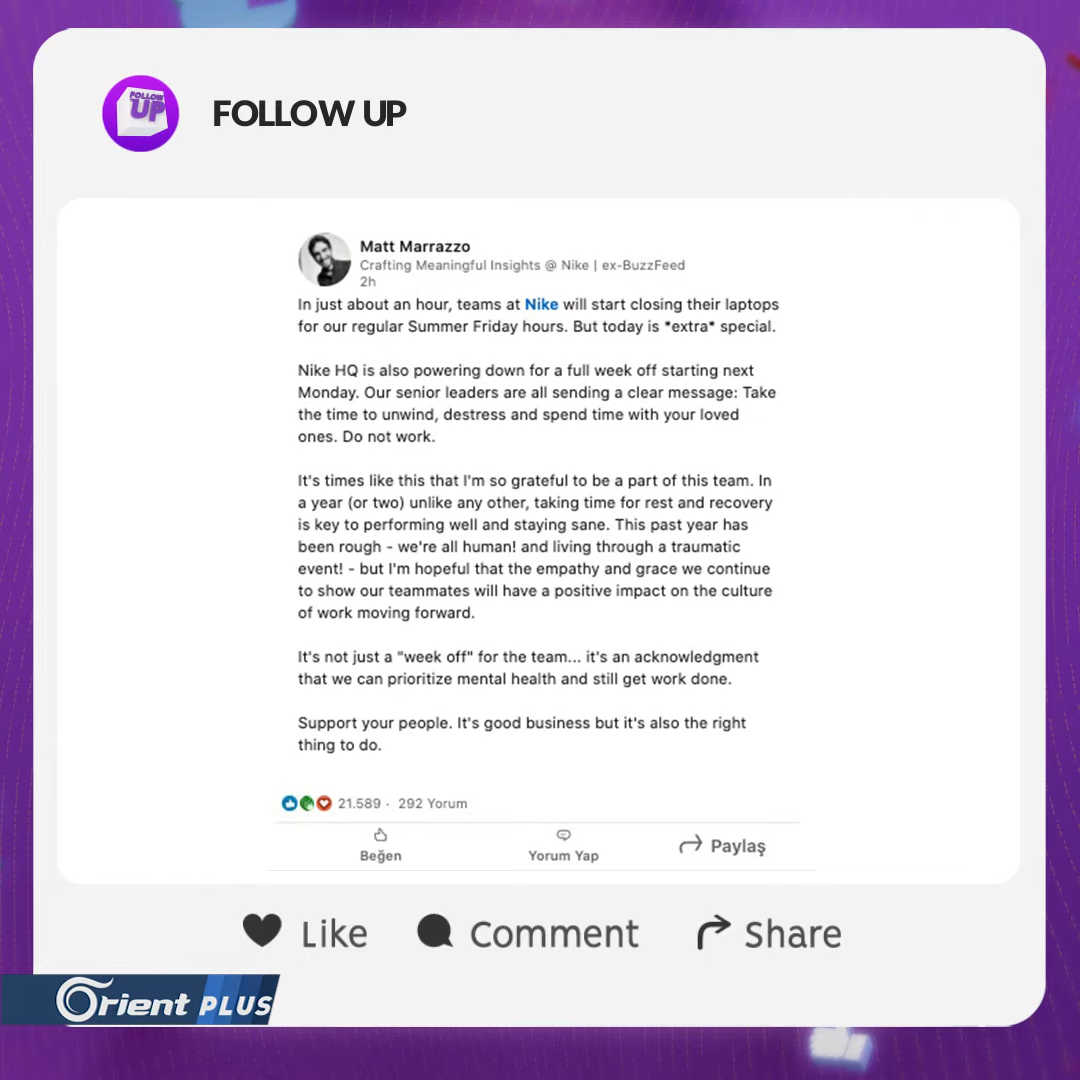 FOLLOW UP
FOLLOW UP
Matt Marrazzo
Crafting Meaningful Insights @ Nike | ex-BuzzFeed
2h
In just about an hour, teams at Nike will start closing their laptops
for our regular Summer Friday hours. But today is *extra* special.
Nike HQ is also powering down for a full week off starting next
Monday. Our senior leaders are all sending a clear message: Take
the time to unwind, destress and spend time with your loved
ones. Do not work.
It's times like this that I'm so grateful to be a part of this team. In
a year (or two) unlike any other, taking time for rest and recovery
is key to performing well and staying sane. This past year has
been rough - we're all human! and living through a traumatic
event! - but I'm hopeful that the empathy and grace we continue
to show our teammates will have a positive impact on the culture
of work moving forward.
It's not just a "week off" for the team... it's an acknowledgment
that we can prioritize mental health and still get work done.
Support your people. It's good business but it's also the right
thing to do.
21.589 · 292 Yorum
Beğen Yorum Yap Paylaş
Like Comment Share
Orient PLUS